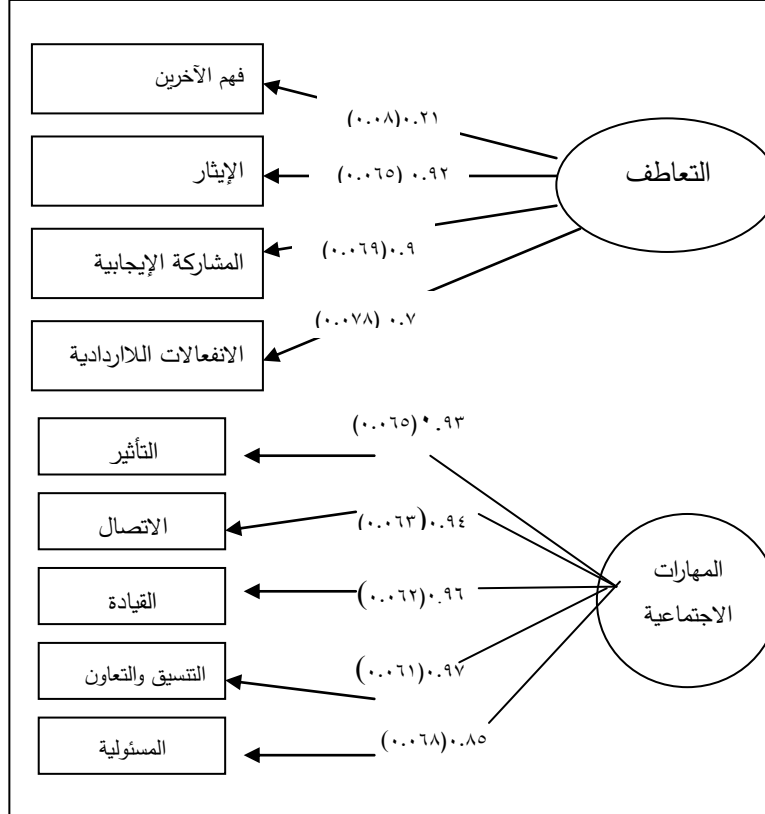 فهم الآخرين
٠.٢١(٠.٠٨)
التعاطف
الإيثار
٠.٩٢ (٠.٠٦٥)
المشاركة الإيجابية
٠.٩(٠.٠٦٩)
الانفعالات اللااردادية
٠.٧ (٠.٠٧٨)
التأثير
٠.٩٣(٠.٠٦٥)
الاتصال
٠.٩٤(٠.٠٦٣)
المهارات
الاجتماعية
القيادة
٠.٩٦(٠.٠٦٢)
التنسيق والتعاون
٠.٩٧(٠.٠٦١)
المسئولية
٠.٨٥(٠.٠٦٨)